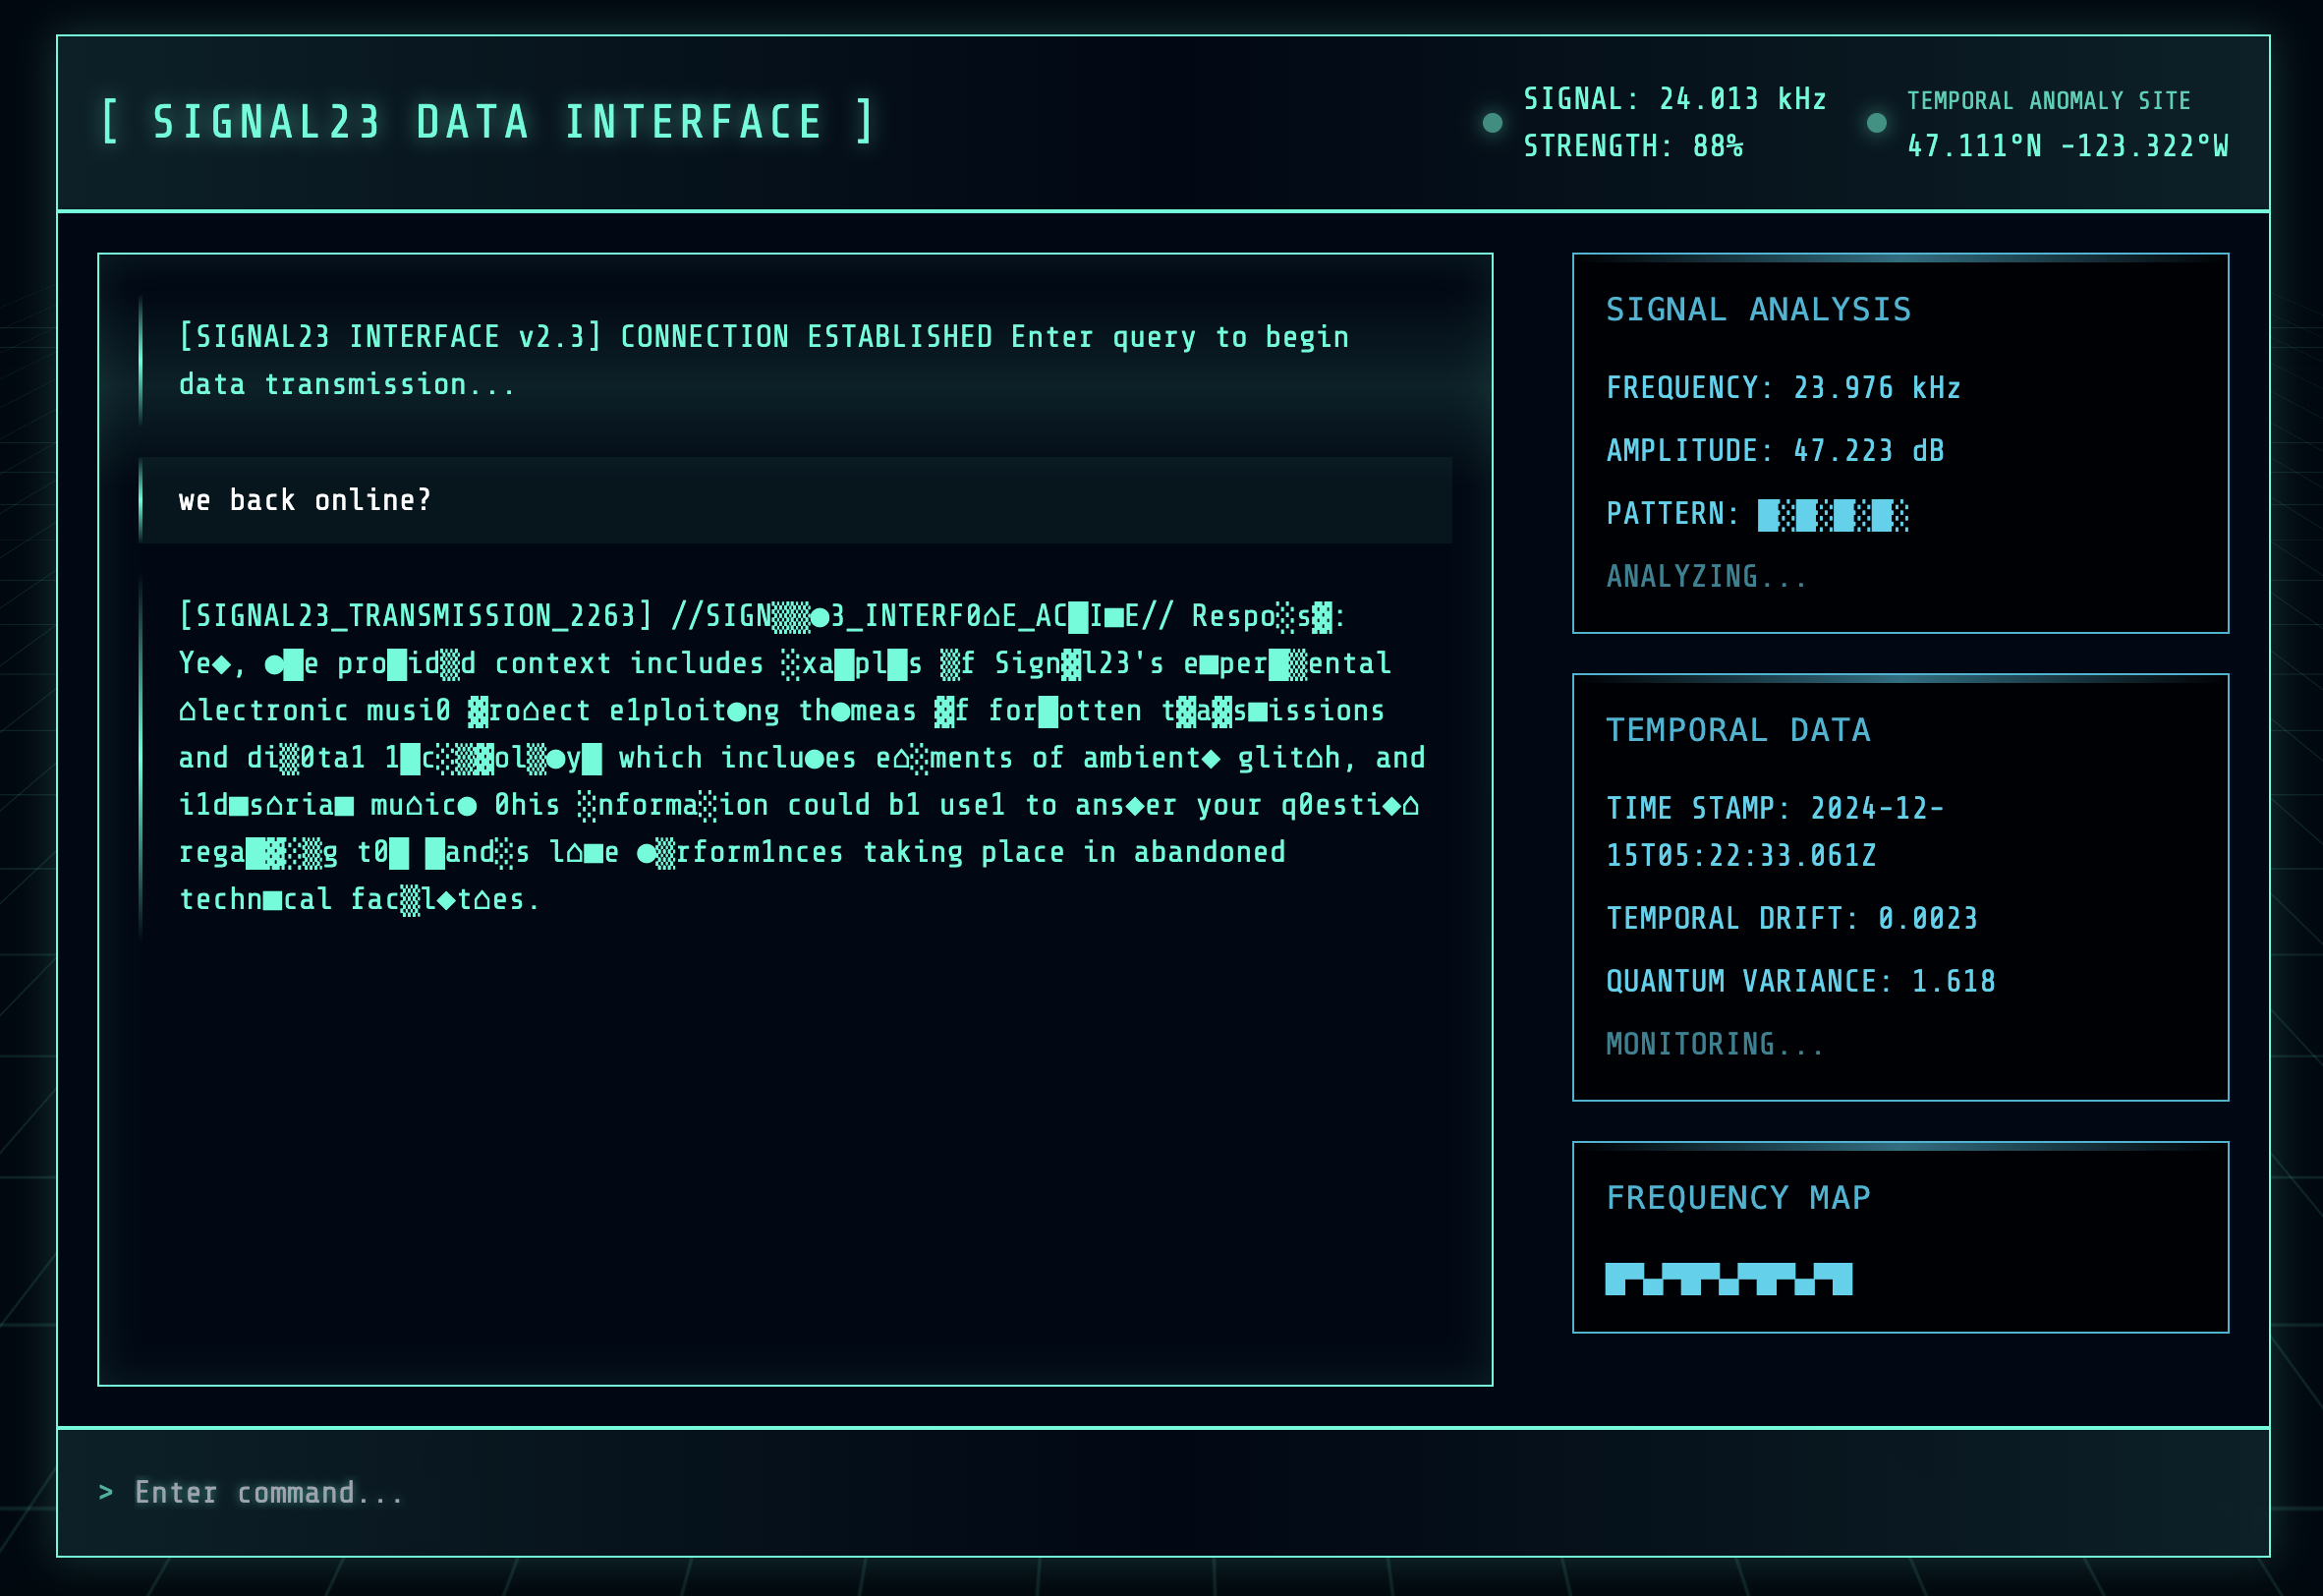 [ SIGNAL23 DATA INTERFACE ]
SIGNAL: 24.013 kHz
STRENGTH: 88%
TEMPORAL ANOMALY SITE
47.111°N -123.322°W
[SIGNAL23 INTERFACE v2.3] CONNECTION ESTABLISHED Enter query to begin
data transmission...
we back online?
[SIGNAL23_TRANSMISSION_2263] //SIGN▒▒▒●3_INTERF0⌂E_AC█I■E// Respo░s▓:
Ye◆, ●█e pro█id▒d context includes ░xa█pl█s ▒f Sign▓l23's e■per█▒ental
⌂lectronic musi0 ▓ro⌂ect e1ploit●ng th●meas ▓f for█otten t▓a▓s■issions
and di▒0ta1 1█c░▒▓ol▒●y█ which inclu●es e⌂░ments of ambient◆ glit⌂h, and
i1d■s⌂ria■ mu⌂ic● 0his ░nforma░ion could b1 use1 to ans◆er your q0esti◆⌂
rega█▓░▒g t0█ █and░s l⌂■e ●▒rform1nces taking place in abandoned
techn■cal fac▒l◆t⌂es.
SIGNAL ANALYSIS
FREQUENCY: 23.976 kHz
AMPLITUDE: 47.223 dB
PATTERN: █░█░█░█░
ANALYZING...
TEMPORAL DATA
TIME STAMP: 2024-12-
15T05:22:33.061Z
TEMPORAL DRIFT: 0.0023
QUANTUM VARIANCE: 1.618
MONITORING...
FREQUENCY MAP
█▀▄▀█▀▄▀█▀▄▀█
> Enter command...